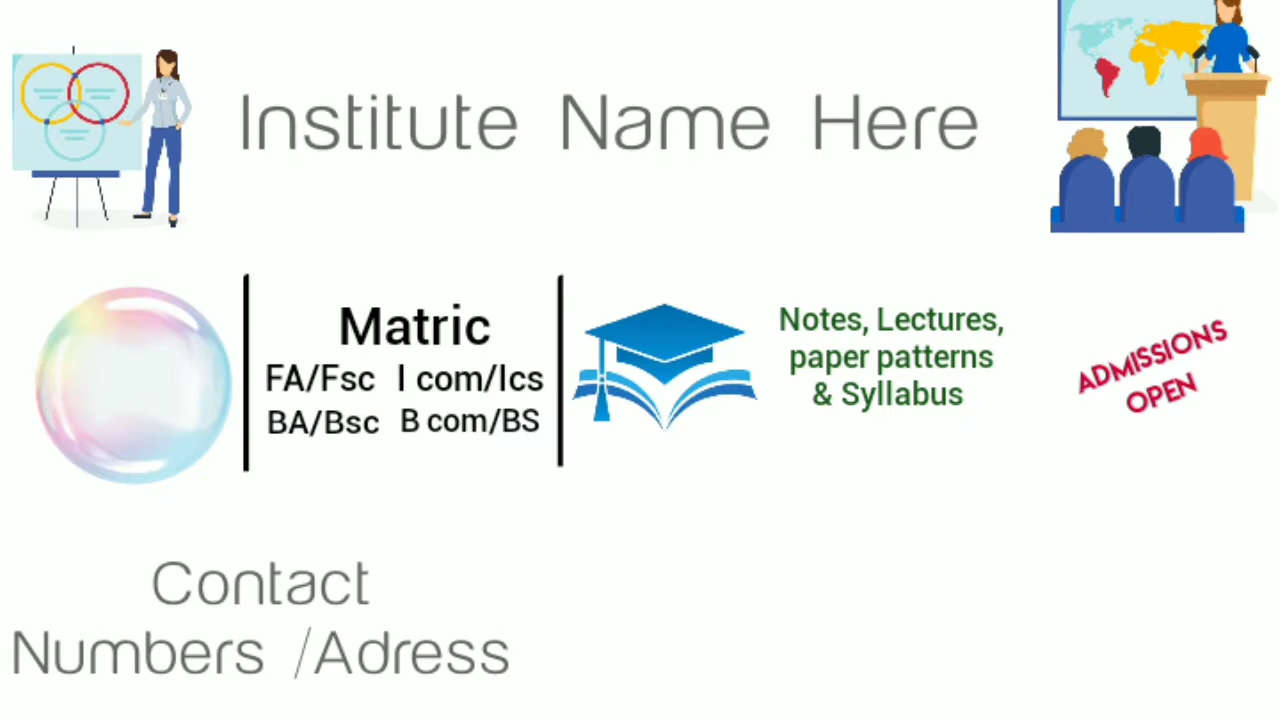 Institute Name Here
Matric
FA/Fsc I com/Ics
BA/Bsc B com/BS
Notes, Lectures,
paper patterns
& Syllabus
ADMISSIONS
OPEN
Contact
Numbers /Adress